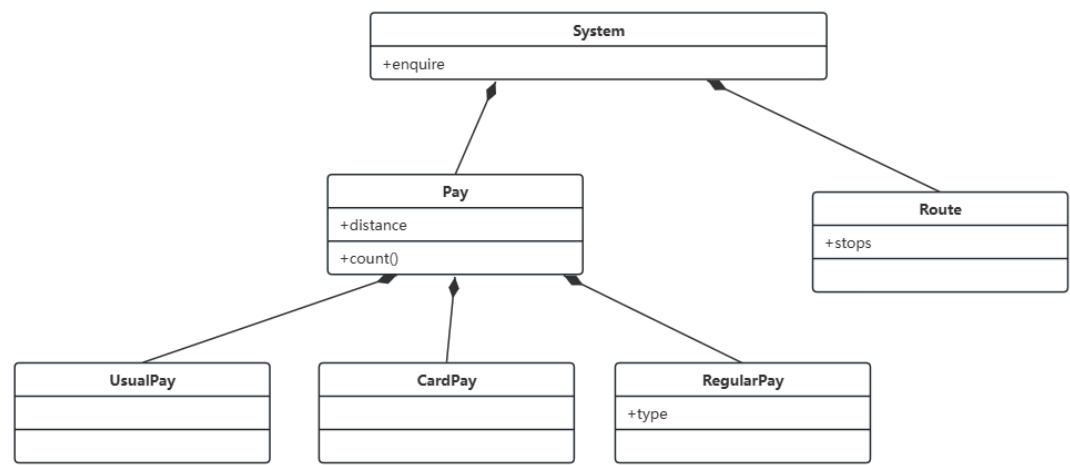 System
+enquire
Pay
+distance
+count()
Route
+stops
UsualPay
CardPay
RegularPay
+type